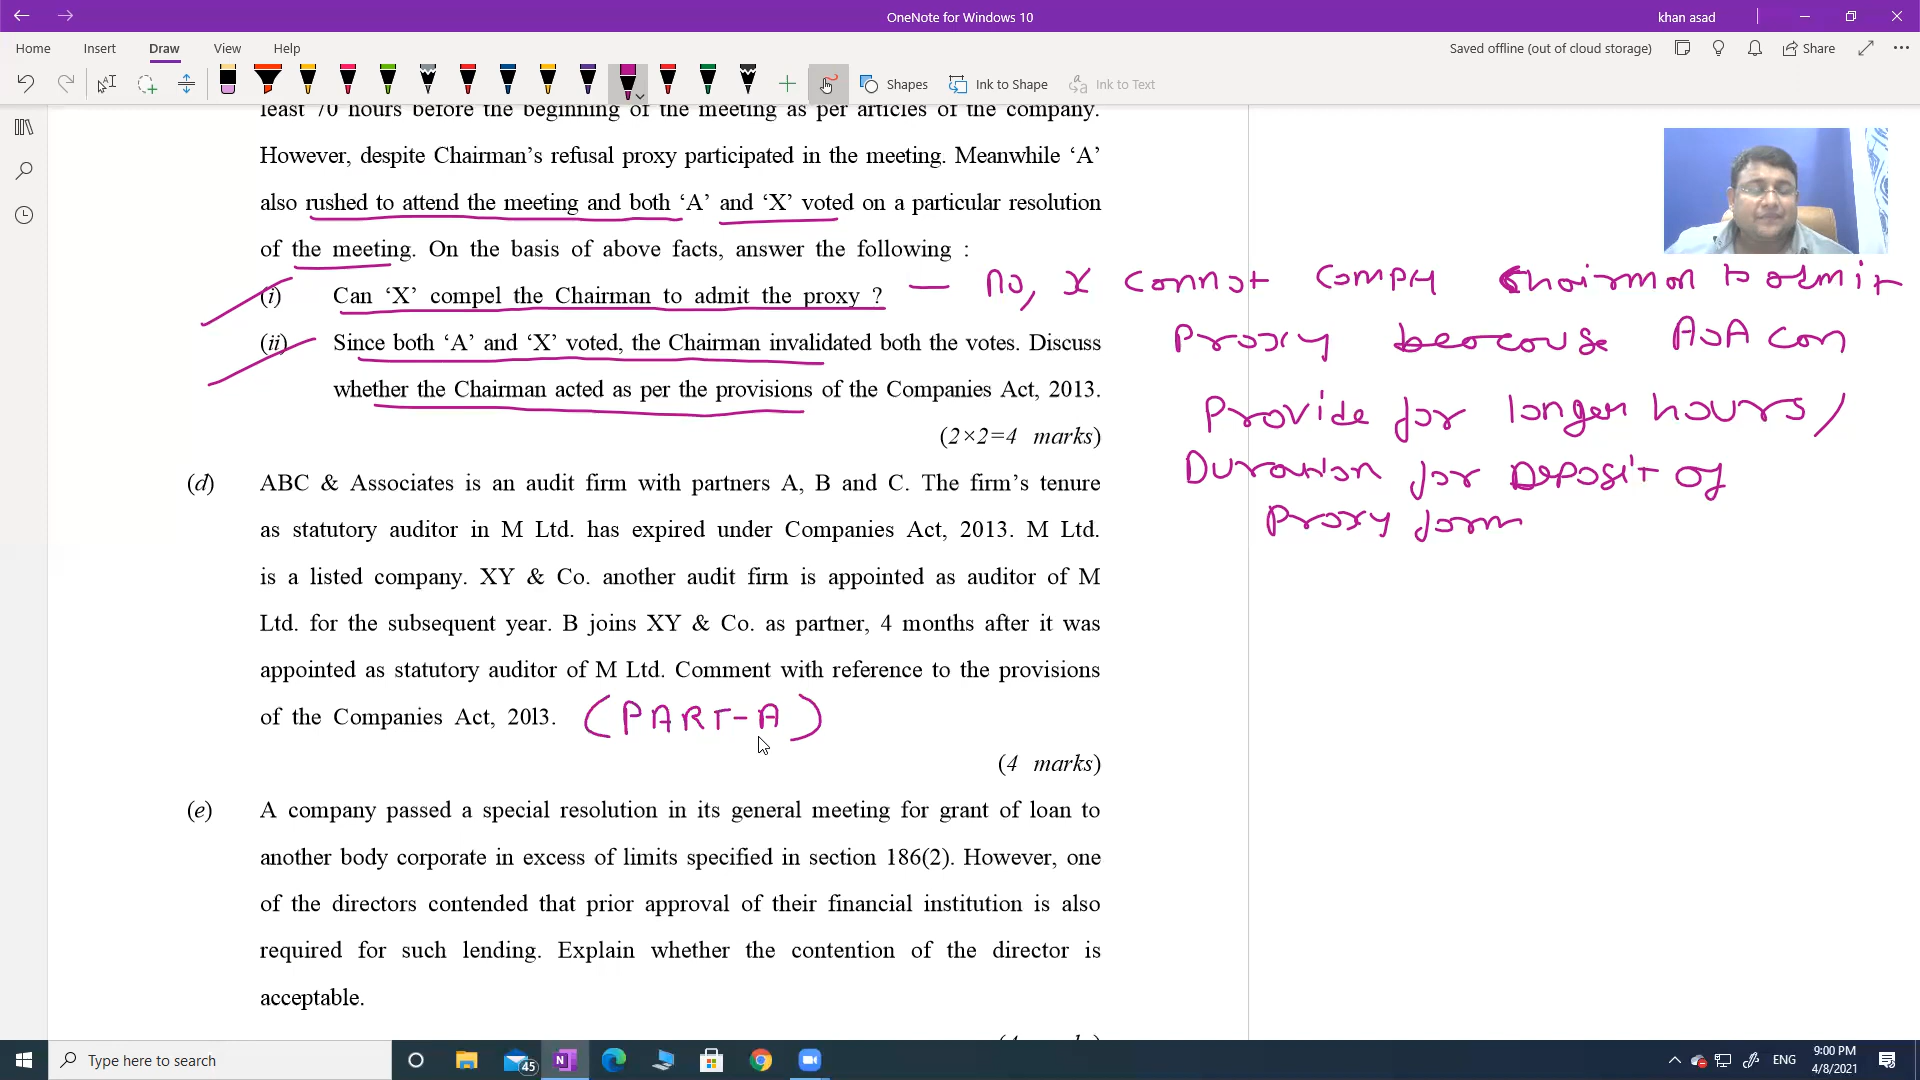 OneNote for Windows 10
khan asad
Home Insert Draw View Help
Saved offline (out of cloud storage)
Share
Shapes
Ink to Shape
Ink to Text
least 70 hours before the beginning of the meeting as per articles of the company.
However, despite Chairman's refusal proxy participated in the meeting. Meanwhile 'A'
also rushed to attend the meeting and both 'A' and 'X' voted on a particular resolution
of the meeting. On the basis of above facts, answer the following :
(i) Can 'X' compel the Chairman to admit the proxy ?
— No, X cannot compel Chairman to admit
Proxy because AoA can
Provide for longer hours/
Duration for Deposit of
Proxy form
(ii) Since both 'A' and 'X' voted, the Chairman invalidated both the votes. Discuss
whether the Chairman acted as per the provisions of the Companies Act, 2013.
(2×2=4 marks)
(d) ABC & Associates is an audit firm with partners A, B and C. The firm's tenure
as statutory auditor in M Ltd. has expired under Companies Act, 2013. M Ltd.
is a listed company. XY & Co. another audit firm is appointed as auditor of M
Ltd. for the subsequent year. B joins XY & Co. as partner, 4 months after it was
appointed as statutory auditor of M Ltd. Comment with reference to the provisions
of the Companies Act, 20l3. (PART-A)
(4 marks)
(e) A company passed a special resolution in its general meeting for grant of loan to
another body corporate in excess of limits specified in section 186(2). However, one
of the directors contended that prior approval of their financial institution is also
required for such lending. Explain whether the contention of the director is
acceptable.
Type here to search
45
ENG
9:00 PM
4/8/2021